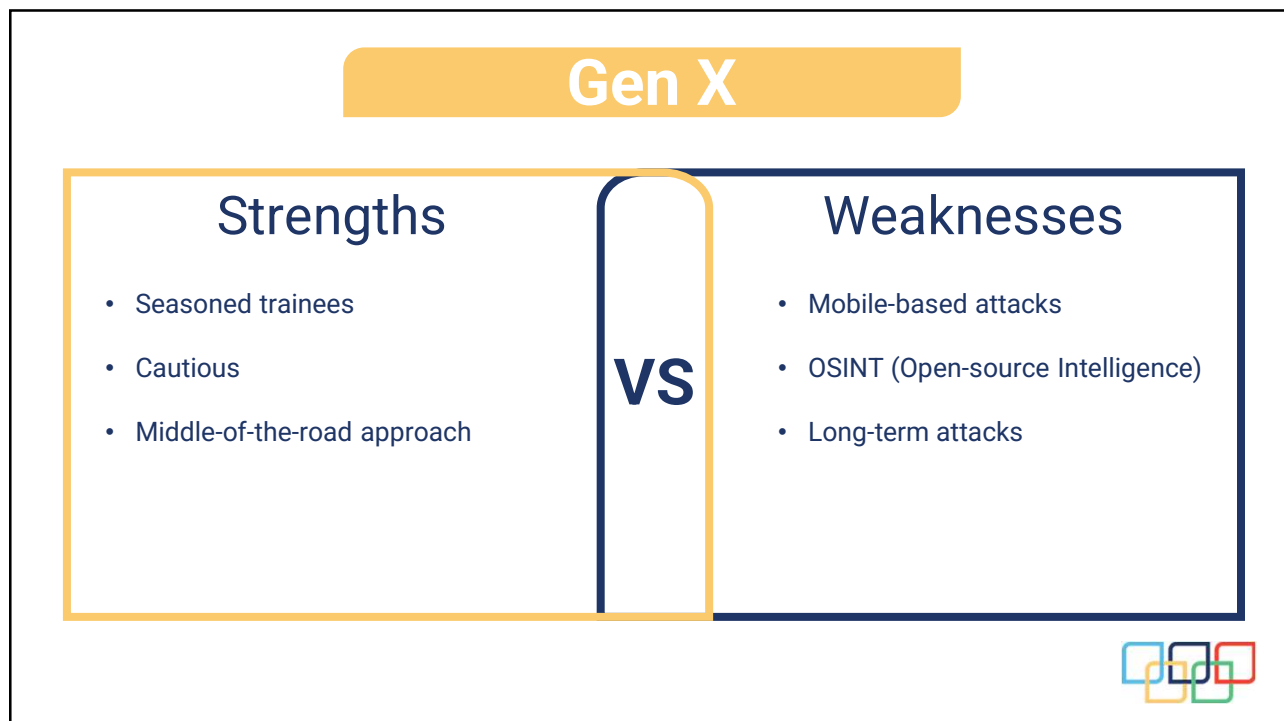 Gen X
Strengths
• Seasoned trainees
• Cautious
• Middle-of-the-road approach
VS
Weaknesses
• Mobile-based attacks
• OSINT (Open-source Intelligence)
• Long-term attacks